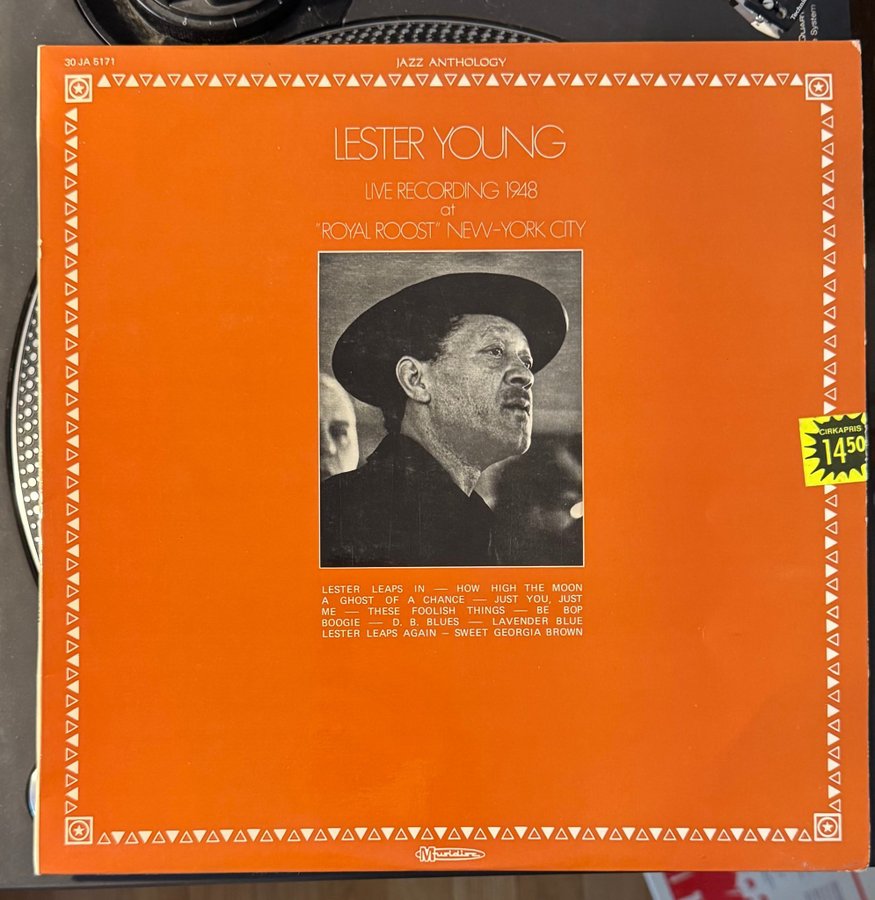 30 JA 5171
JAZZ ANTHOLOGY
LESTER YOUNG
LIVE RECORDING 1948
at
"ROYAL ROOST" NEW-YORK CITY
CIRKAPRIS
1450
LESTER LEAPS IN — HOW HIGH THE MOON
A GHOST OF A CHANCE — JUST YOU, JUST
ME — THESE FOOLISH THINGS — BE BOP
BOOGIE — D. B. BLUES — LAVENDER BLUE
LESTER LEAPS AGAIN – SWEET GEORGIA BROWN
Musidisc